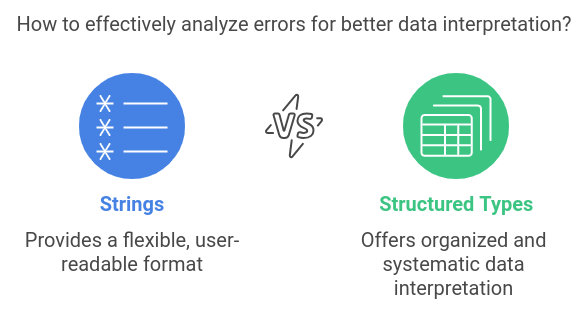 How to effectively analyze errors for better data interpretation?
VS
Strings
Provides a flexible, user-
readable format
Structured Types
Offers organized and
systematic data
interpretation